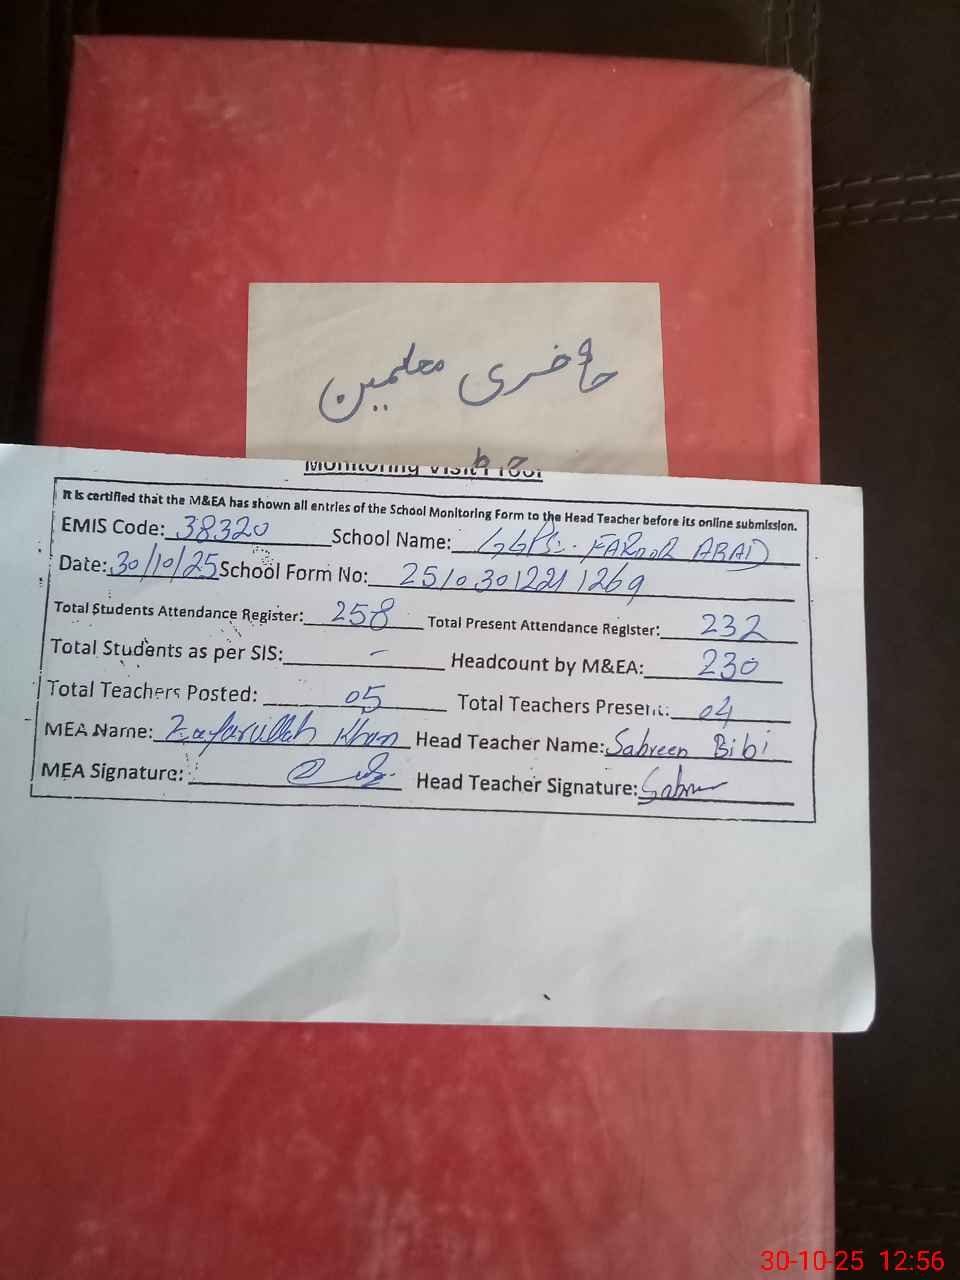 حاضری معلمین
Monitoring Visit Proof
It is certified that the M&EA has shown all entries of the School Monitoring Form to the Head Teacher before its online submission.
EMIS Code: 38320 School Name: GGPS. FAROOR ABAD
Date: 30/10/25 School Form No: 2510301221269
Total Students Attendance Register: 258 Total Present Attendance Register: 232
Total Students as per SIS: - Headcount by M&EA: 230
Total Teachers Posted: 05 Total Teachers Present: 04
MEA Name: Zafarullah Khan Head Teacher Name: Sabreen Bibi
MEA Signature: Head Teacher Signature: Sabreen
30-10-25 12:56